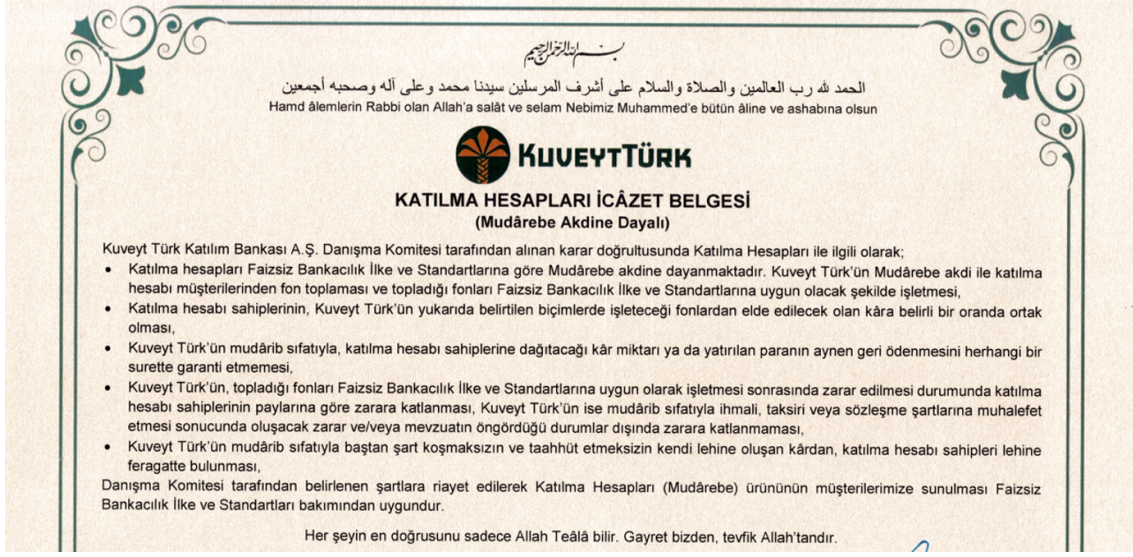 بسم الله الرحمن الرحيم
الحمد لله رب العالمين والصلاة والسلام على أشرف المرسلين سيدنا محمد وعلى آله وصحبه أجمعين
Hamd âlemlerin Rabbi olan Allah'a salât ve selam Nebimiz Muhammed'e bütün âline ve ashabına olsun
KUVEYT TÜRK
KATILMA HESAPLARI İCÂZET BELGESİ
(Mudârebe Akdine Dayalı)
Kuveyt Türk Katılım Bankası A.Ş. Danışma Komitesi tarafından alınan karar doğrultusunda Katılma Hesapları ile ilgili olarak;
• Katılma hesapları Faizsiz Bankacılık İlke ve Standartlarına göre Mudârebe akdine dayanmaktadır. Kuveyt Türk'ün Mudârebe akdi ile katılma
hesabı müşterilerinden fon toplaması ve topladığı fonları Faizsiz Bankacılık İlke ve Standartlarına uygun olacak şekilde işletmesi,
• Katılma hesabı sahiplerinin, Kuveyt Türk'ün yukarıda belirtilen biçimlerde işleteceği fonlardan elde edilecek olan kâra belirli bir oranda ortak
olması,
• Kuveyt Türk'ün mudârib sıfatıyla, katılma hesabı sahiplerine dağıtacağı kâr miktarı ya da yatırılan paranın aynen geri ödenmesini herhangi bir
surette garanti etmemesi,
• Kuveyt Türk'ün, topladığı fonları Faizsiz Bankacılık İlke ve Standartlarına uygun olarak işletmesi sonrasında zarar edilmesi durumunda katılma
hesabı sahiplerinin paylarına göre zarara katlanması, Kuveyt Türk'ün ise mudârib sıfatıyla ihmali, taksiri veya sözleşme şartlarına muhalefet
etmesi sonucunda oluşacak zarar ve/veya mevzuatın öngördüğü durumlar dışında zarara katlanmaması,
• Kuveyt Türk'ün mudârib sıfatıyla baştan şart koşmaksızın ve taahhüt etmeksizin kendi lehine oluşan kârdan, katılma hesabı sahipleri lehine
feragatte bulunması,
Danışma Komitesi tarafından belirlenen şartlara riayet edilerek Katılma Hesapları (Mudârebe) ürününün müşterilerimize sunulması Faizsiz
Bankacılık İlke ve Standartları bakımından uygundur.
Her şeyin en doğrusunu sadece Allah Teâlâ bilir. Gayret bizden, tevfik Allah'tandır.